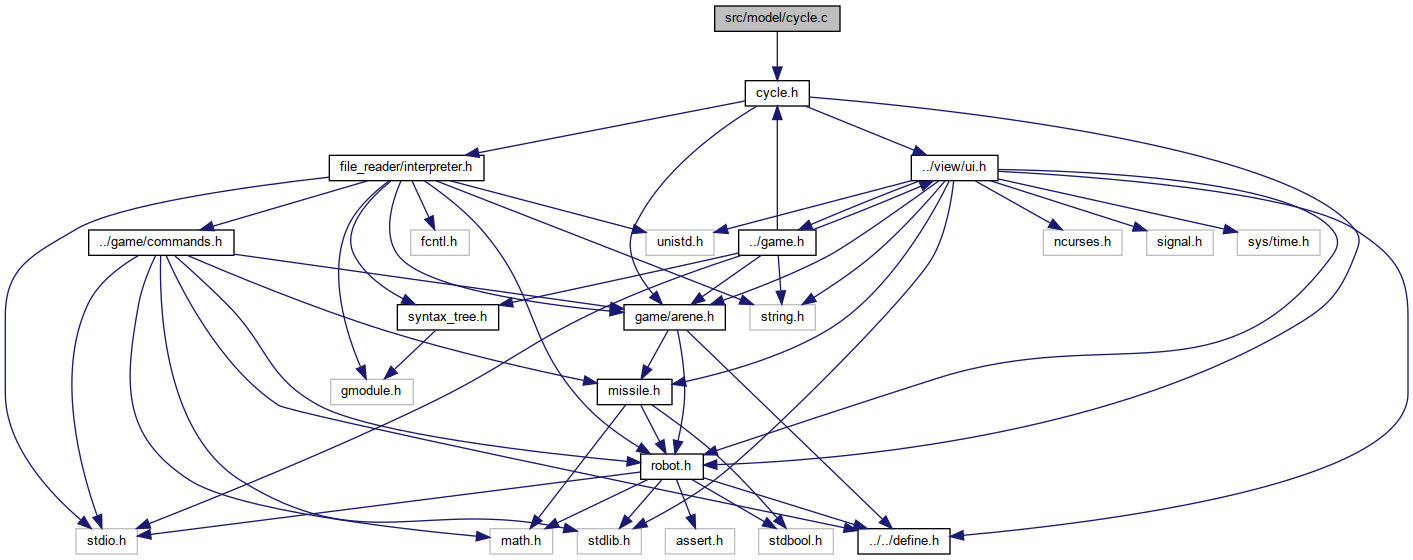 src/model/cycle.c
cycle.h
file_reader/interpreter.h
../view/ui.h
../game/commands.h
fcntl.h
unistd.h
../game.h
ncurses.h
signal.h
sys/time.h
syntax_tree.h
game/arene.h
string.h
gmodule.h
missile.h
robot.h
stdio.h
math.h
stdlib.h
assert.h
stdbool.h
../../define.h